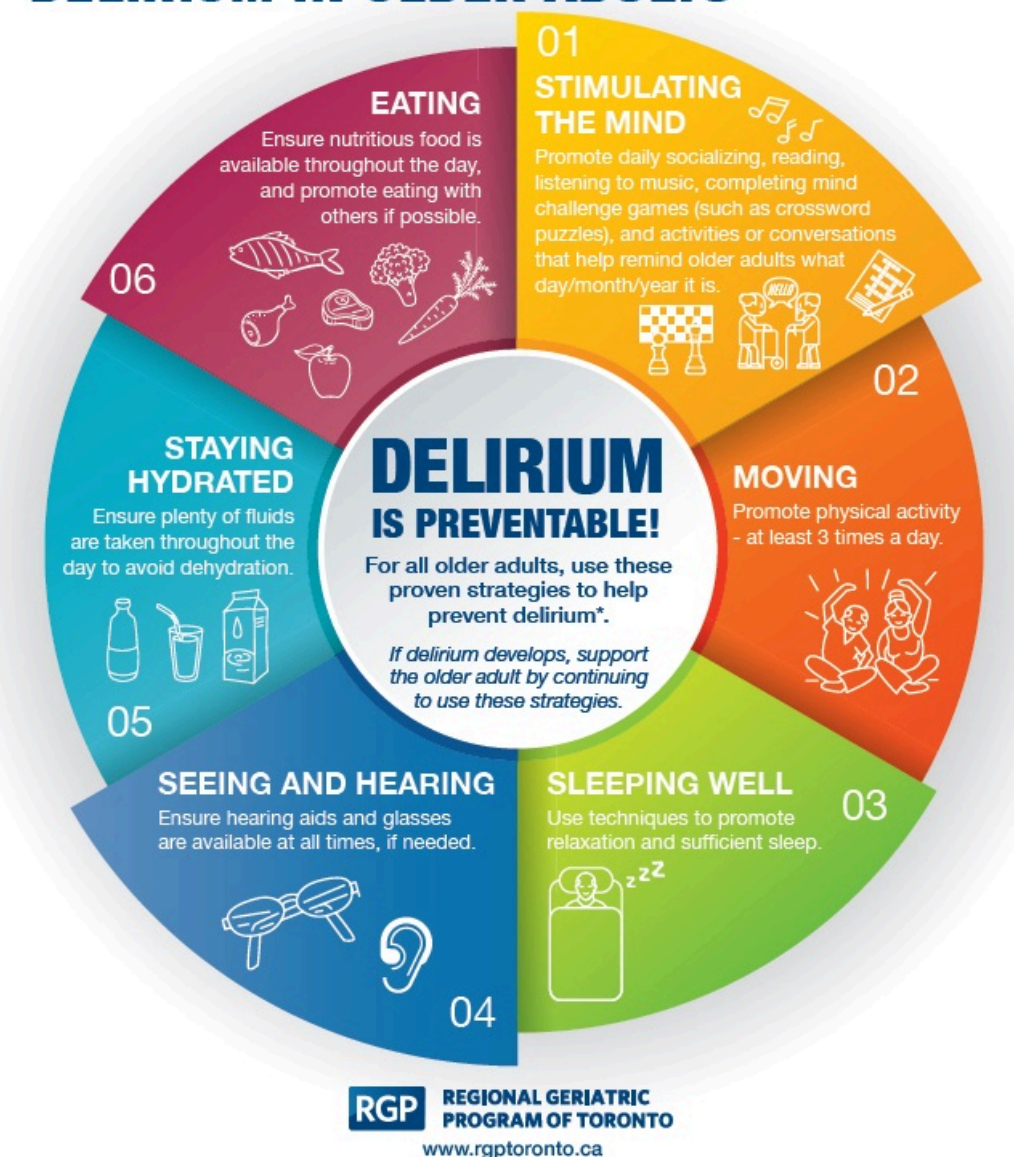 DELIRIUM IN OLDER ADULTS
01
STIMULATING
THE MIND
Promote daily socializing, reading,
listening to music, completing mind
challenge games (such as crossword
puzzles), and activities or conversations
that help remind older adults what
day/month/year it is.
HELLO
02
MOVING
Promote physical activity
- at least 3 times a day.
03
SLEEPING WELL
Use techniques to promote
relaxation and sufficient sleep.
zzz
04
SEEING AND HEARING
Ensure hearing aids and glasses
are available at all times, if needed.
05
STAYING
HYDRATED
Ensure plenty of fluids
are taken throughout the
day to avoid dehydration.
06
EATING
Ensure nutritious food is
available throughout the day,
and promote eating with
others if possible.
DELIRIUM
IS PREVENTABLE!
For all older adults, use these
proven strategies to help
prevent delirium*.
If delirium develops, support
the older adult by continuing
to use these strategies.
RGP
REGIONAL GERIATRIC
PROGRAM OF TORONTO
www.rgptoronto.ca